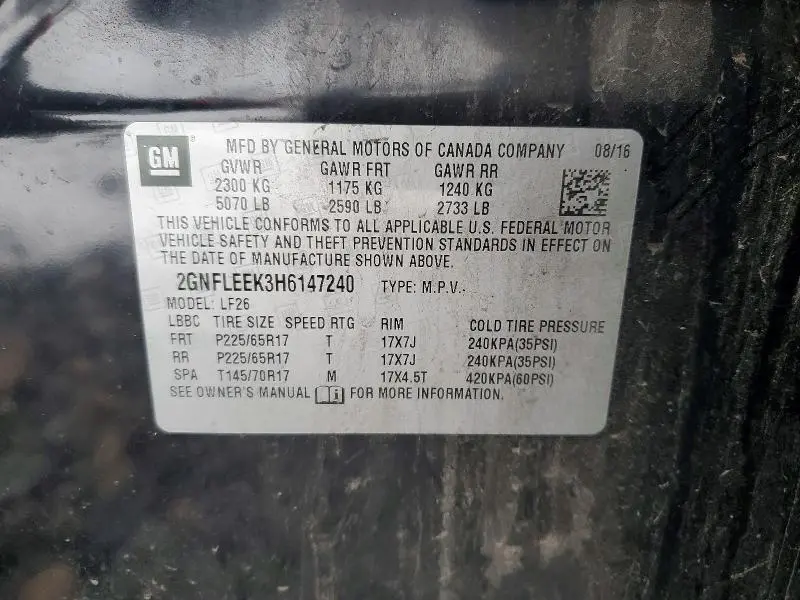 GM ® MFD BY GENERAL MOTORS OF CANADA COMPANY 08/16
GVWR GAWR FRT GAWR RR
2300 KG 1175 KG 1240 KG
5070 LB 2590 LB 2733 LB
THIS VEHICLE CONFORMS TO ALL APPLICABLE U.S. FEDERAL MOTOR
VEHICLE SAFETY AND THEFT PREVENTION STANDARDS IN EFFECT ON
THE DATE OF MANUFACTURE SHOWN ABOVE.
2GNFLEEK3H6147240 TYPE: M.P.V.
MODEL: LF26
LBBC TIRE SIZE SPEED RTG RIM COLD TIRE PRESSURE
FRT P225/65R17 T 17X7J 240KPA(35PSI)
RR P225/65R17 T 17X7J 240KPA(35PSI)
SPA T145/70R17 M 17X4.5T 420KPA(60PSI)
SEE OWNER'S MANUAL FOR MORE INFORMATION.